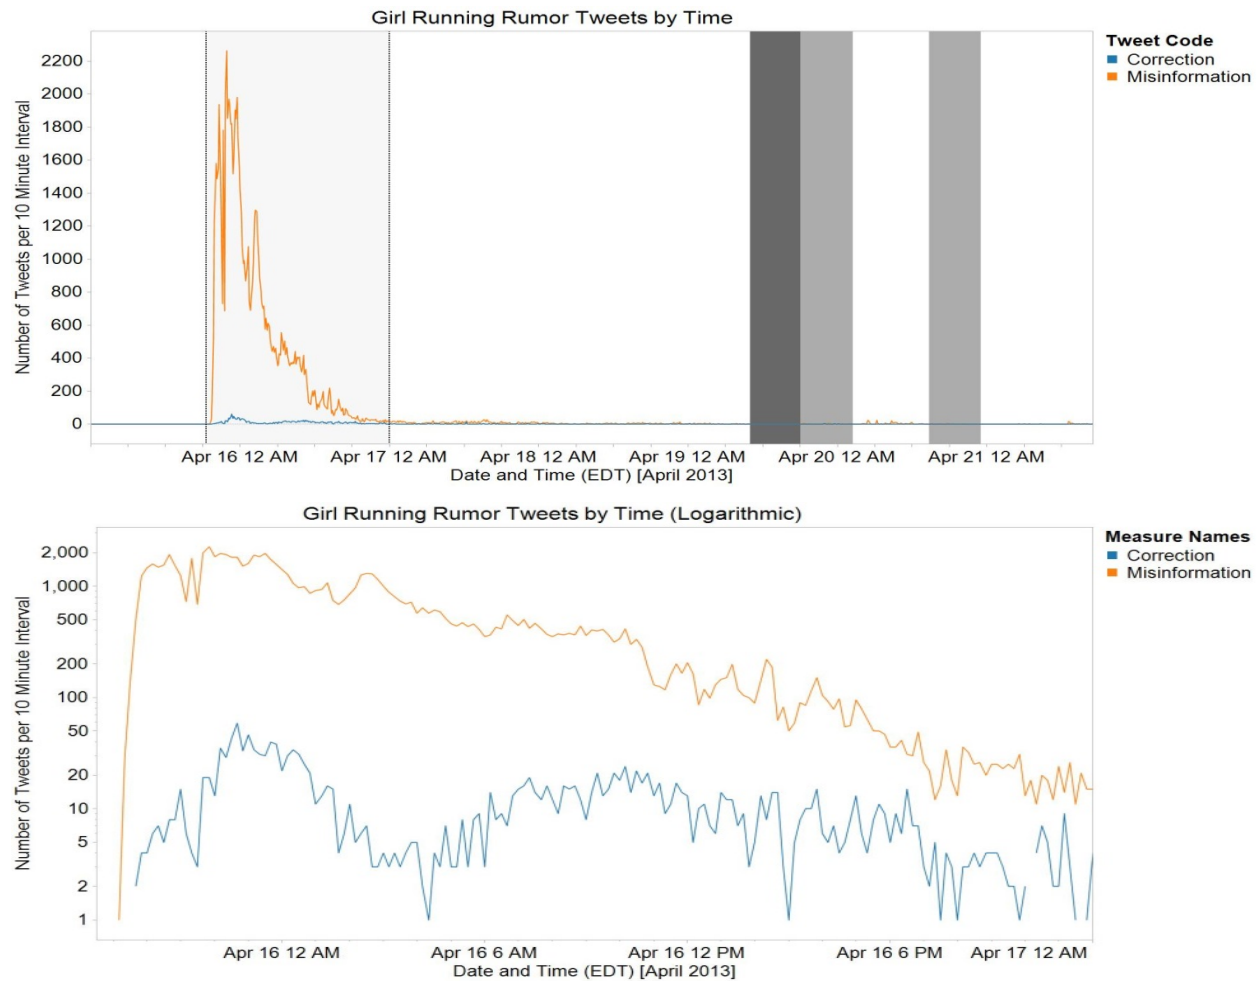 Girl Running Rumor Tweets by Time
Number of Tweets per 10 Minute Interval
2200
2000
1800
1600
1400
1200
1000
800
600
400
200
0
Apr 16 12 AM Apr 17 12 AM Apr 18 12 AM Apr 19 12 AM Apr 20 12 AM Apr 21 12 AM
Date and Time (EDT) [April 2013]
Tweet Code
Correction
Misinformation
Girl Running Rumor Tweets by Time (Logarithmic)
Number of Tweets per 10 Minute Interval
2,000
1,000
500
200
100
50
20
10
5
2
1
Apr 16 12 AM Apr 16 6 AM Apr 16 12 PM Apr 16 6 PM Apr 17 12 AM
Date and Time (EDT) [April 2013]
Measure Names
Correction
Misinformation